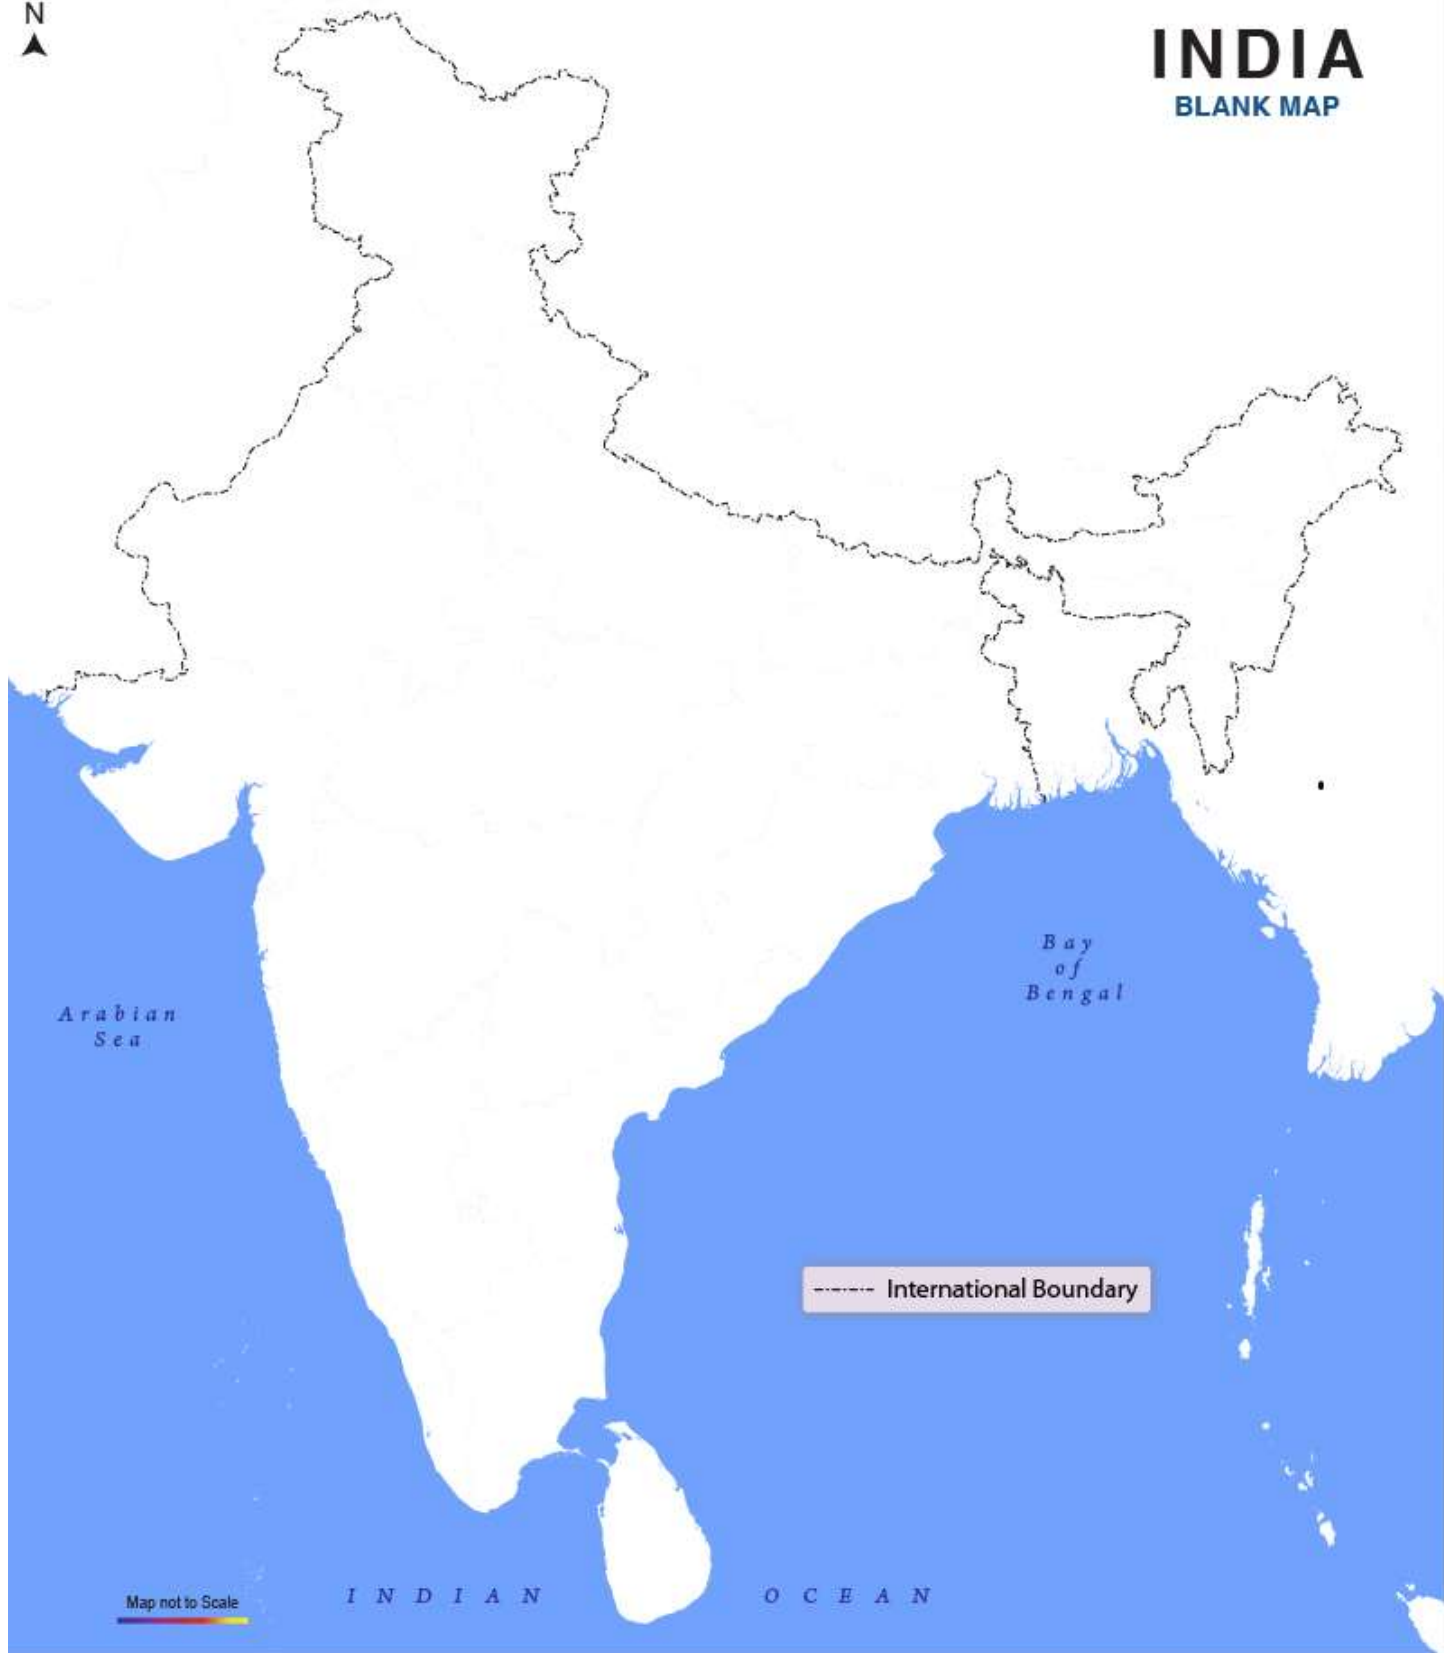 N
INDIA
BLANK MAP
Bay
of
Bengal
Arabian
Sea
International Boundary
Map not to Scale
INDIAN OCEAN